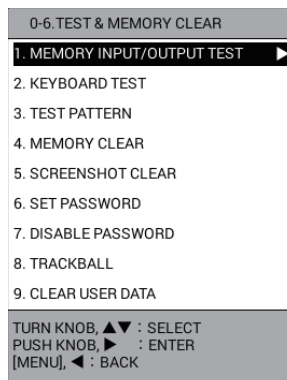 0-6.TEST & MEMORY CLEAR
1. MEMORY INPUT/OUTPUT TEST ▶
2. KEYBOARD TEST
3. TEST PATTERN
4. MEMORY CLEAR
5. SCREENSHOT CLEAR
6. SET PASSWORD
7. DISABLE PASSWORD
8. TRACKBALL
9. CLEAR USER DATA
TURN KNOB, ▲▼ : SELECT
PUSH KNOB, ▶ : ENTER
[MENU], ◀ : BACK